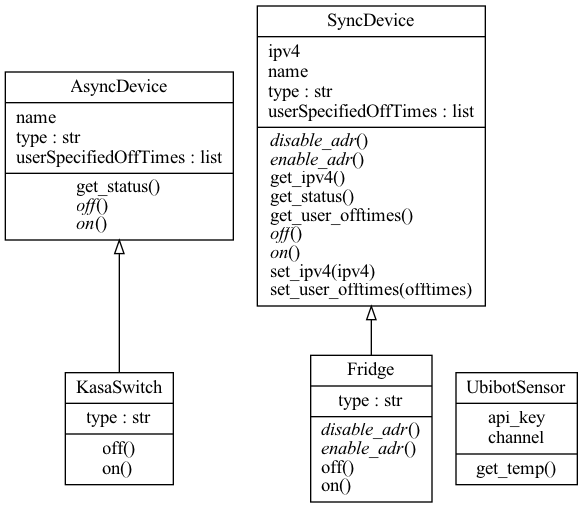 AsyncDevice
name
type : str
userSpecifiedOffTimes : list
get_status()
off()
on()
SyncDevice
ipv4
name
type : str
userSpecifiedOffTimes : list
disable_adr()
enable_adr()
get_ipv4()
get_status()
get_user_offtimes()
off()
on()
set_ipv4(ipv4)
set_user_offtimes(offtimes)
KasaSwitch
type : str
off()
on()
Fridge
type : str
disable_adr()
enable_adr()
off()
on()
UbibotSensor
api_key
channel
get_temp()